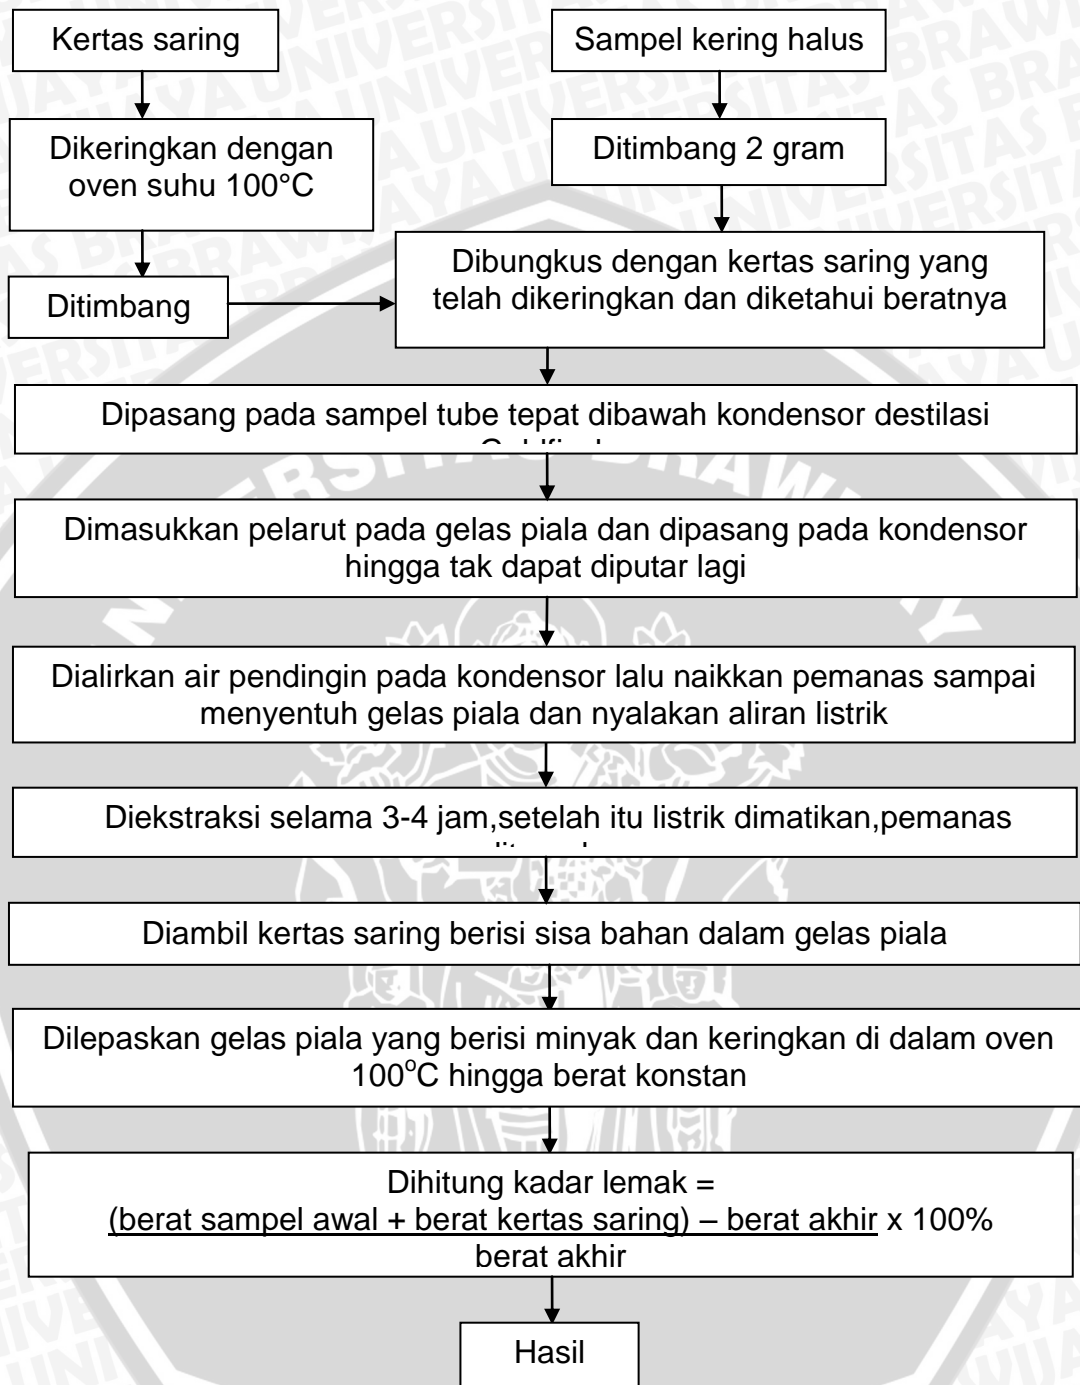 Kertas saring
Sampel kering halus
Dikeringkan dengan
oven suhu 100°C
Ditimbang 2 gram
Ditimbang
Dibungkus dengan kertas saring yang
telah dikeringkan dan diketahui beratnya
Dipasang pada sampel tube tepat dibawah kondensor destilasi
Dimasukkan pelarut pada gelas piala dan dipasang pada kondensor
hingga tak dapat diputar lagi
Dialirkan air pendingin pada kondensor lalu naikkan pemanas sampai
menyentuh gelas piala dan nyalakan aliran listrik
Diekstraksi selama 3-4 jam,setelah itu listrik dimatikan,pemanas
Diambil kertas saring berisi sisa bahan dalam gelas piala
Dilepaskan gelas piala yang berisi minyak dan keringkan di dalam oven
100°C hingga berat konstan
Dihitung kadar lemak =
(berat sampel awal + berat kertas saring) – berat akhir x 100%
berat akhir
Hasil